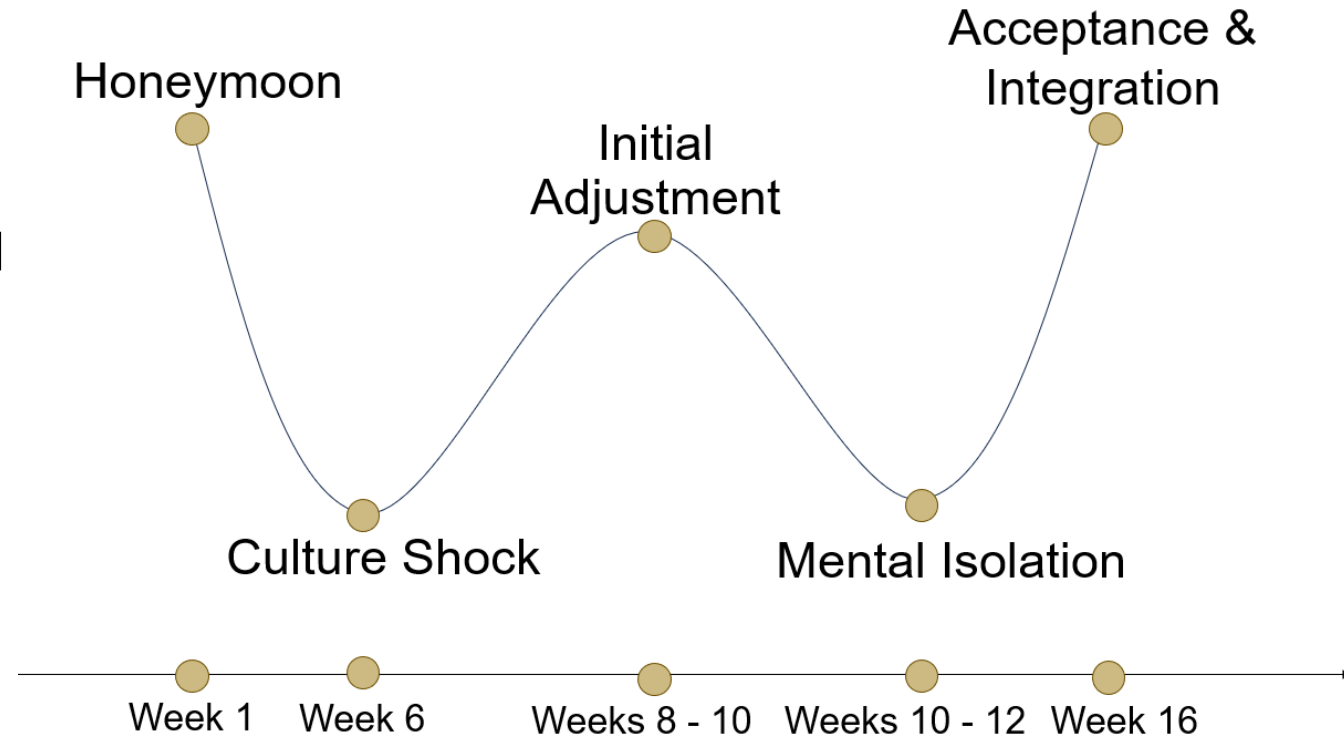 Honeymoon
Initial
Adjustment
Acceptance &
Integration
Culture Shock
Mental Isolation
Week 1
Week 6
Weeks 8 - 10
Weeks 10 - 12
Week 16